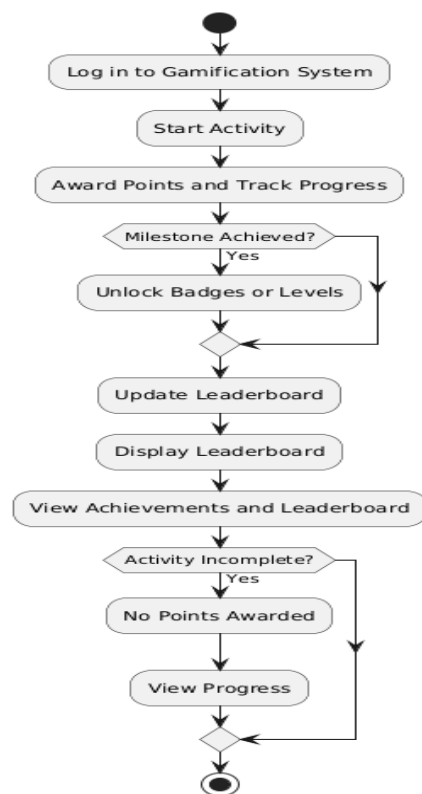 Log in to Gamification System
Start Activity
Award Points and Track Progress
Milestone Achieved?
Yes
Unlock Badges or Levels
Update Leaderboard
Display Leaderboard
View Achievements and Leaderboard
Activity Incomplete?
Yes
No Points Awarded
View Progress